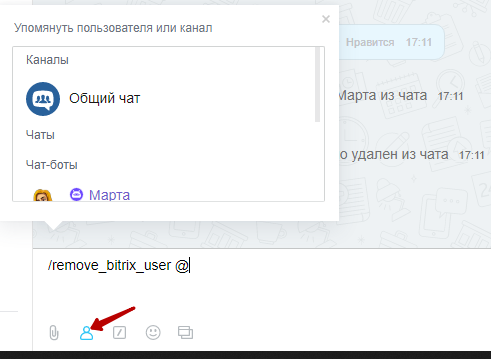 Упомянуть пользователя или канал
Каналы
Общий чат
Чаты
Чат-боты
Марта
Нравится 17:11
Марта из чата 17:11
о удален из чата 17:11
/remove_bitrix_user @